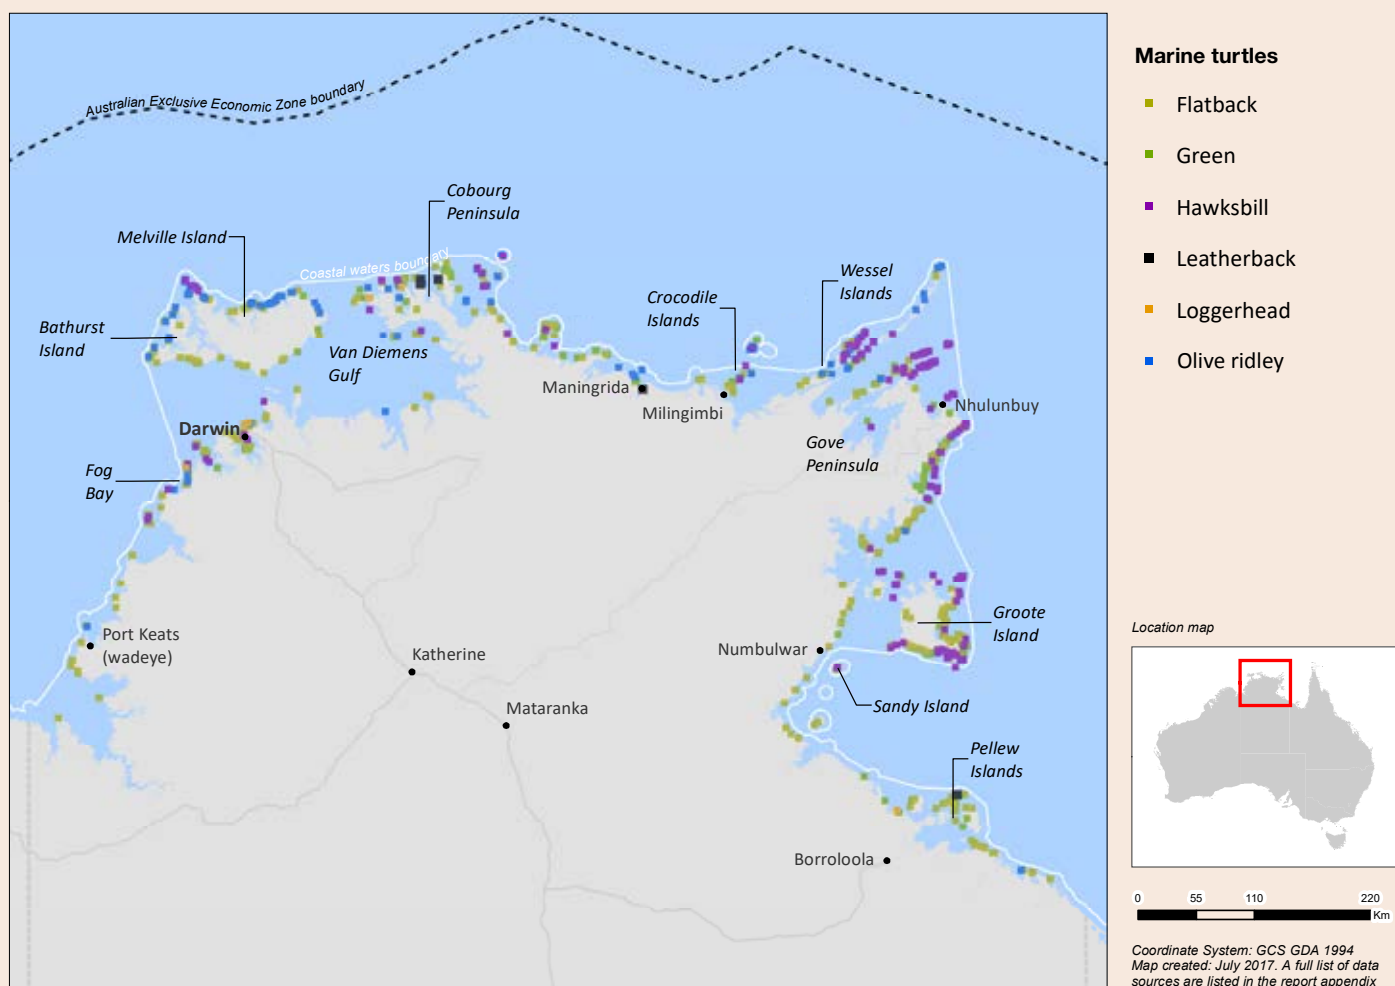 Australian Exclusive Economic Zone boundary
Cobourg
Peninsula
Melville Island
Coastal waters boundary
Wessel
Islands
Crocodile
Islands
Bathurst
Island
Van Diemens
Gulf
Maningrida
Milingimbi
Nhulunbuy
Darwin
Gove
Peninsula
Fog
Bay
Groote
Island
Port Keats
(wadeye)
Katherine
Numbulwar
Mataranka
Sandy Island
Pellew
Islands
Borroloola
Marine turtles
Flatback
Green
Hawksbill
Leatherback
Loggerhead
Olive ridley
Location map
0 55 110 220
Km
Coordinate System: GCS GDA 1994
Map created: July 2017. A full list of data
sources are listed in the report appendix